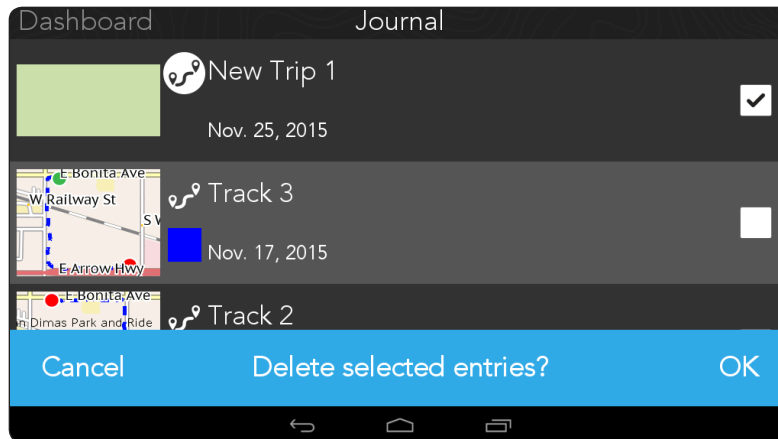 Dashboard Journal
New Trip 1
Nov. 25, 2015
E Bonita Ave
W Railway St
S
E Arrow Hwy
Track 3
Nov. 17, 2015
E Bonita Ave
Dimas Park and Ride
Track 2
Cancel Delete selected entries? OK